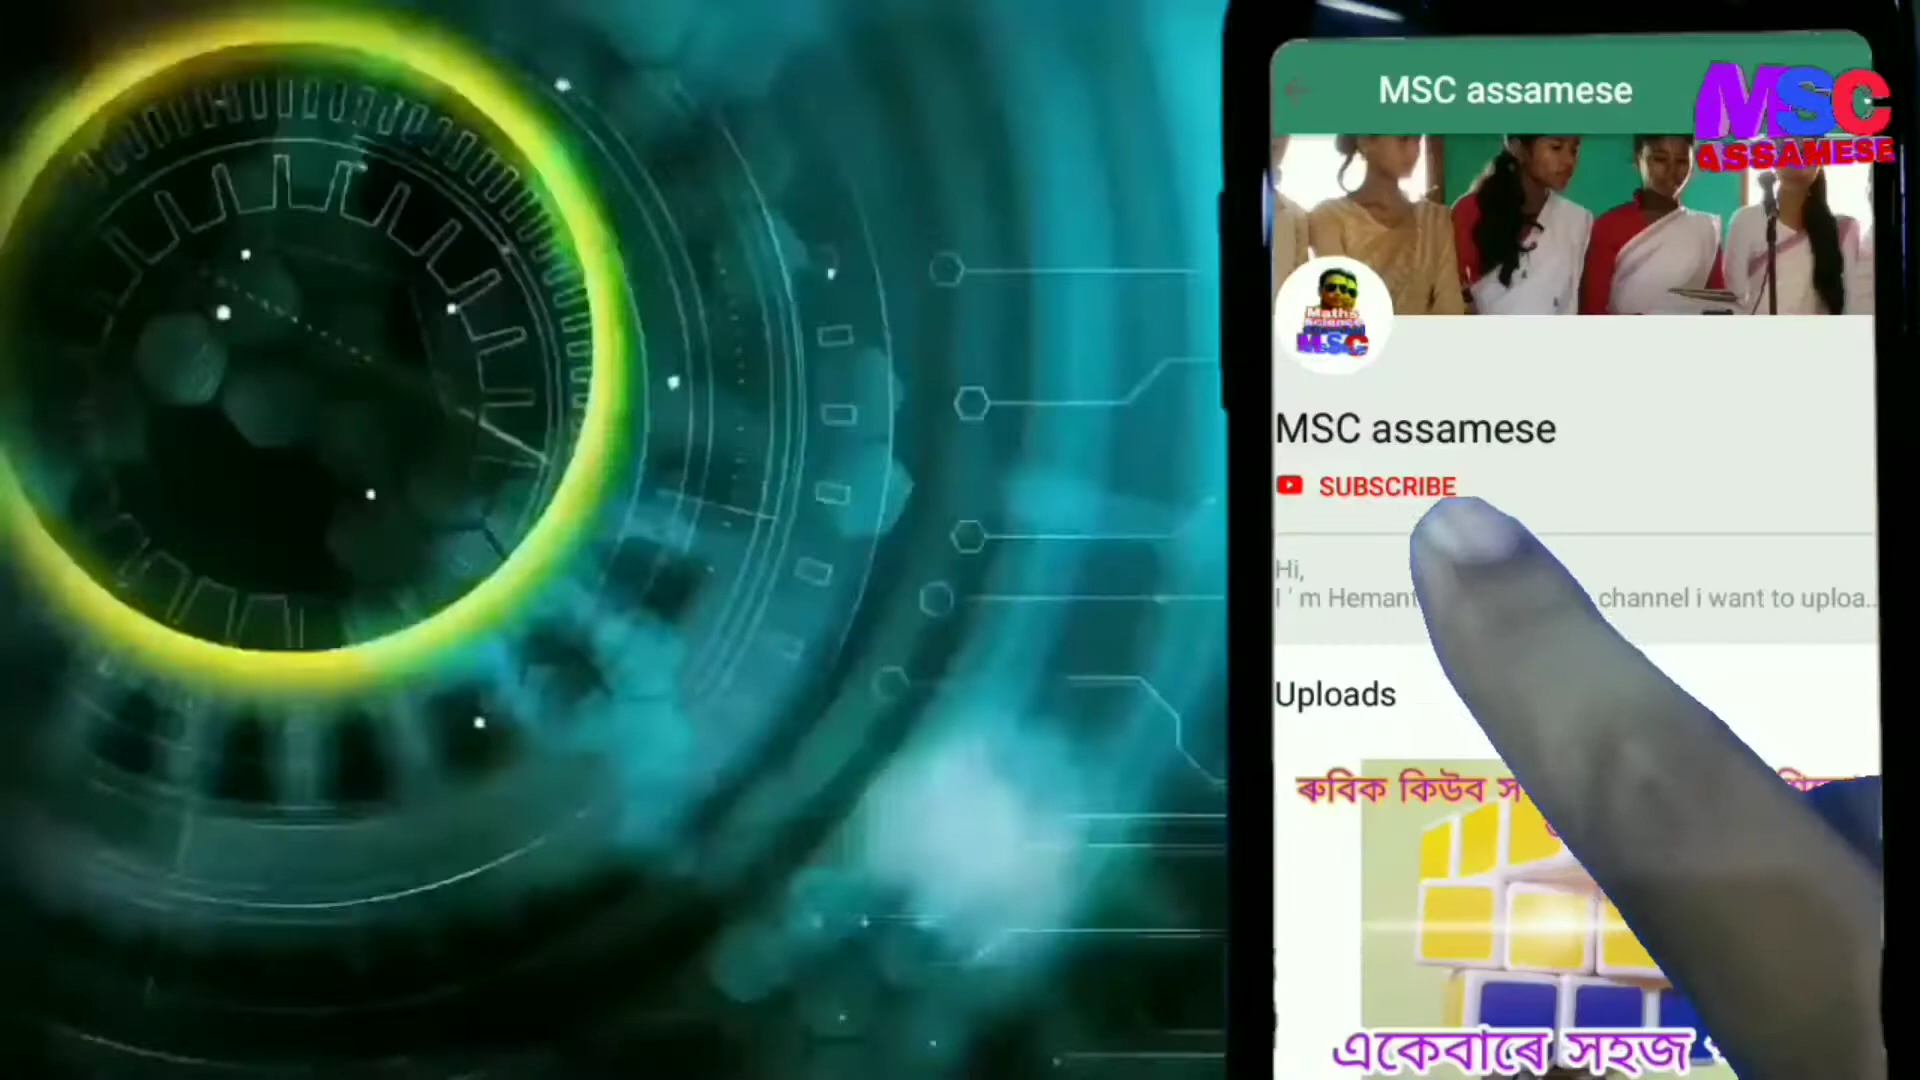 MSC assamese
MSC
ASSAMESE
Maths
Science
MSC
MSC assamese
SUBSCRIBE
Hi,
I ' m Hemant channel i want to uploa..
Uploads
ৰুবিক কিউব স
একেবাৰে সহজ